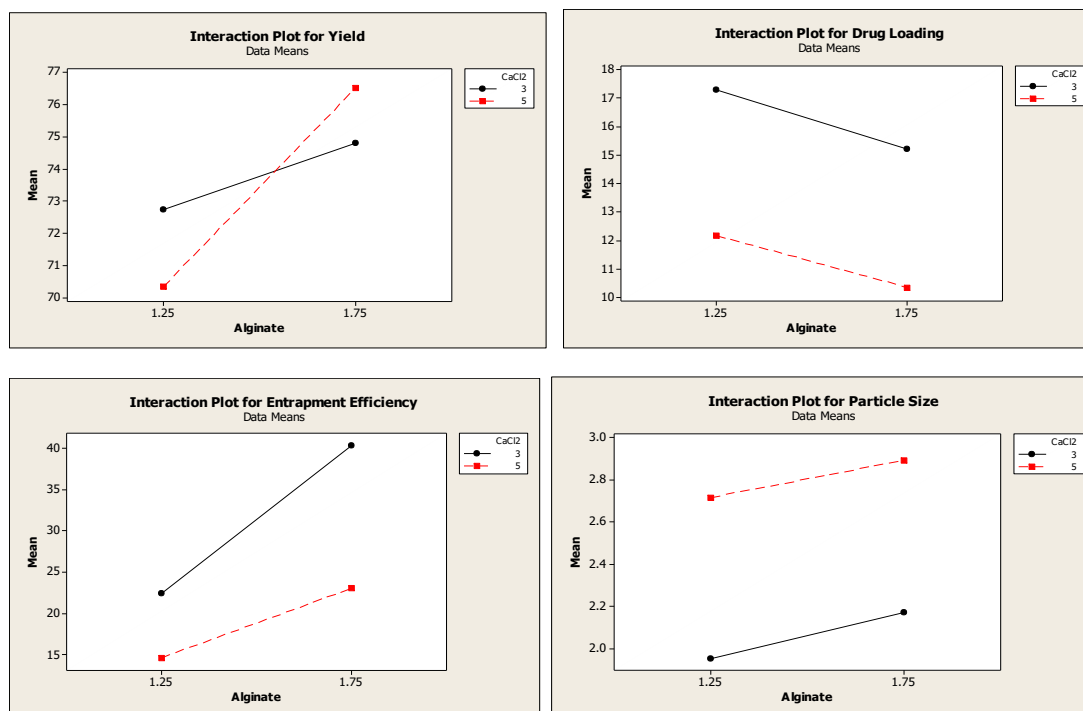 Interaction Plot for Yield
Data Means
77
76
75
74
73
72
71
70
Mean
1.25
1.75
Alginate
CaCl2
3
5
Interaction Plot for Drug Loading
Data Means
18
17
16
15
14
13
12
11
10
Mean
1.25
1.75
Alginate
CaCl2
3
5
Interaction Plot for Entrapment Efficiency
Data Means
40
35
30
25
20
15
Mean
1.25
1.75
Alginate
CaCl2
3
5
Interaction Plot for Particle Size
Data Means
3.0
2.8
2.6
2.4
2.2
2.0
Mean
1.25
1.75
Alginate
CaCl2
3
5